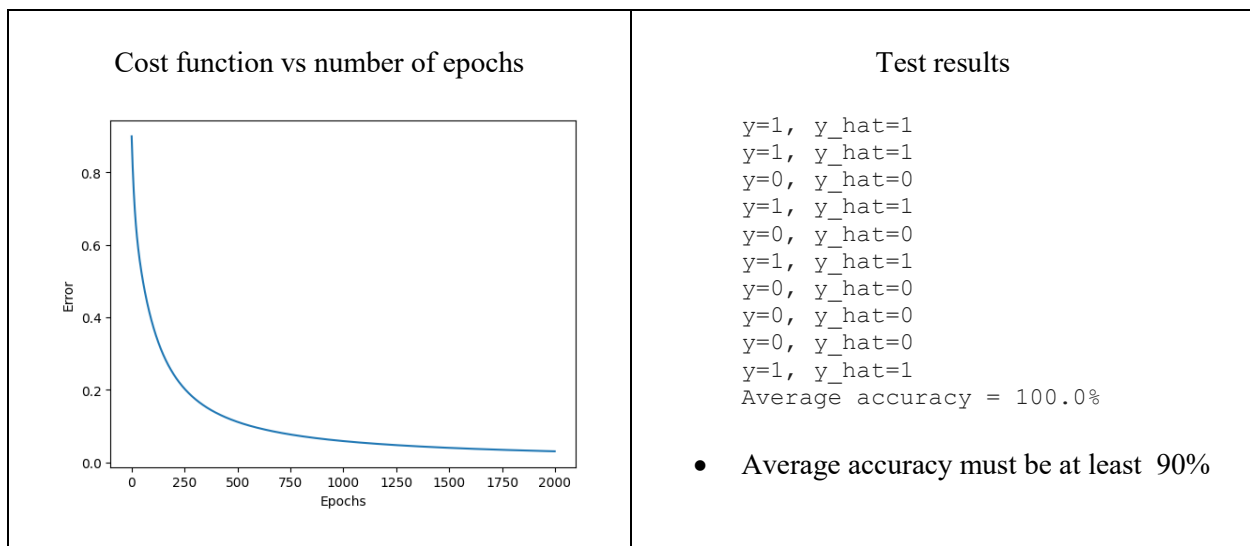 Cost function vs number of epochs
0.8
0.6
0.4
0.2
0.0
Error
0 250 500 750 1000 1250 1500 1750 2000
Epochs
Test results
y=1, y_hat=1
y=1, y_hat=1
y=0, y_hat=0
y=1, y_hat=1
y=0, y_hat=0
y=1, y_hat=1
y=0, y_hat=0
y=0, y_hat=0
y=0, y_hat=0
y=1, y_hat=1
Average accuracy = 100.0%
• Average accuracy must be at least 90%